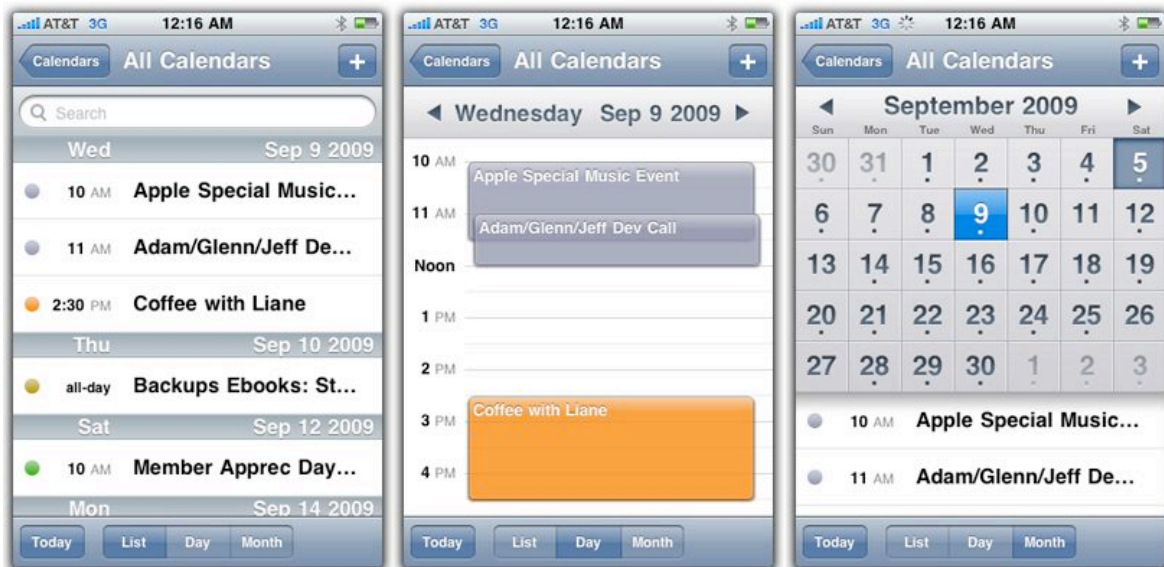 AT&T 3G 12:16 AM
Calendars All Calendars +
Search
Wed Sep 9 2009
10 AM Apple Special Music...
11 AM Adam/Glenn/Jeff De...
2:30 PM Coffee with Liane
Thu Sep 10 2009
all-day Backups Ebooks: St...
Sat Sep 12 2009
10 AM Member Apprec Day...
Mon Sep 14 2009
Today List Day Month
AT&T 3G 12:16 AM
Calendars All Calendars +
Wednesday Sep 9 2009
10 AM
Apple Special Music Event
11 AM
Adam/Glenn/Jeff Dev Call
Noon
1 PM
2 PM
Coffee with Liane
3 PM
4 PM
Today List Day Month
AT&T 3G 12:16 AM
Calendars All Calendars +
September 2009
Sun Mon Tue Wed Thu Fri Sat
30 31 1 2 3 4 5
6 7 8 9 10 11 12
13 14 15 16 17 18 19
20 21 22 23 24 25 26
27 28 29 30 1 2 3
10 AM Apple Special Music...
11 AM Adam/Glenn/Jeff De...
Today List Day Month